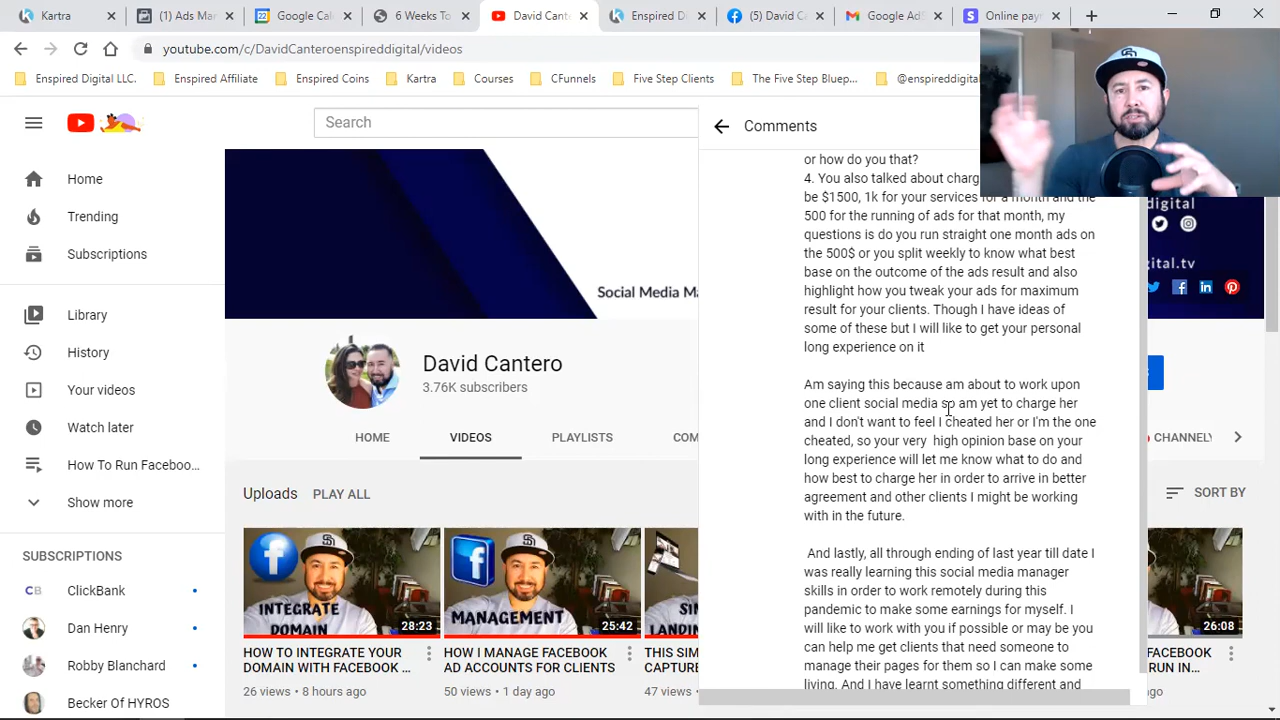 Kartra
(1) Ads Ma
Google Cal
6 Weeks To
David Cante
Enspired D
(5) David C
Google AdS
Online payr
youtube.com/c/DavidCanteroenspireddigital/videos
Enspired Digital LLC.
Enspired Affiliate
Enspired Coins
Kartra
Courses
CFunnels
Five Step Clients
The Five Step Bluep...
@enspireddigital
Search
Home
Trending
Subscriptions
Library
History
Your videos
Watch later
How To Run Faceboo...
Show more
SUBSCRIPTIONS
ClickBank
Dan Henry
Robby Blanchard
Becker Of HYROS
Social Media Ma
David Cantero
3.76K subscribers
HOME
VIDEOS
PLAYLISTS
COM
CHANNEL
Uploads
PLAY ALL
SORT BY
INTEGRATE
DOMAIN
28:23
HOW TO INTEGRATE
YOUR DOMAIN WITH FACEBOOK ...
26 views • 8 hours ago
MANAGEMENT
25:42
HOW I MANAGE FACEBOOK
AD ACCOUNTS FOR CLIENTS
50 views • 1 day ago
THIS SIM
CAPTURE
47 views
26:08
FACEBOOK
RUN IN...
Comments
or how do you that?
4. You also talked about charg
be $1500, 1k for your services for a month and the
500 for the running of ads for that month, my
questions is do you run straight one month ads on
the 500$ or you split weekly to know what best
base on the outcome of the ads result and also
highlight how you tweak your ads for maximum
result for your clients. Though I have ideas of
some of these but I will like to get your personal
long experience on it
Am saying this because am about to work upon
one client social media so am yet to charge her
and I don't want to feel I cheated her or I'm the one
cheated, so your very high opinion base on your
long experience will let me know what to do and
how best to charge her in order to arrive in better
agreement and other clients I might be working
with in the future.
And lastly, all through ending of last year till date I
was really learning this social media manager
skills in order to work remotely during this
pandemic to make some earnings for myself. I
will like to work with you if possible or may be you
can help me get clients that need someone to
manage their pages for them so I can make some
living. And I have learnt something different and
digital
ital.tv